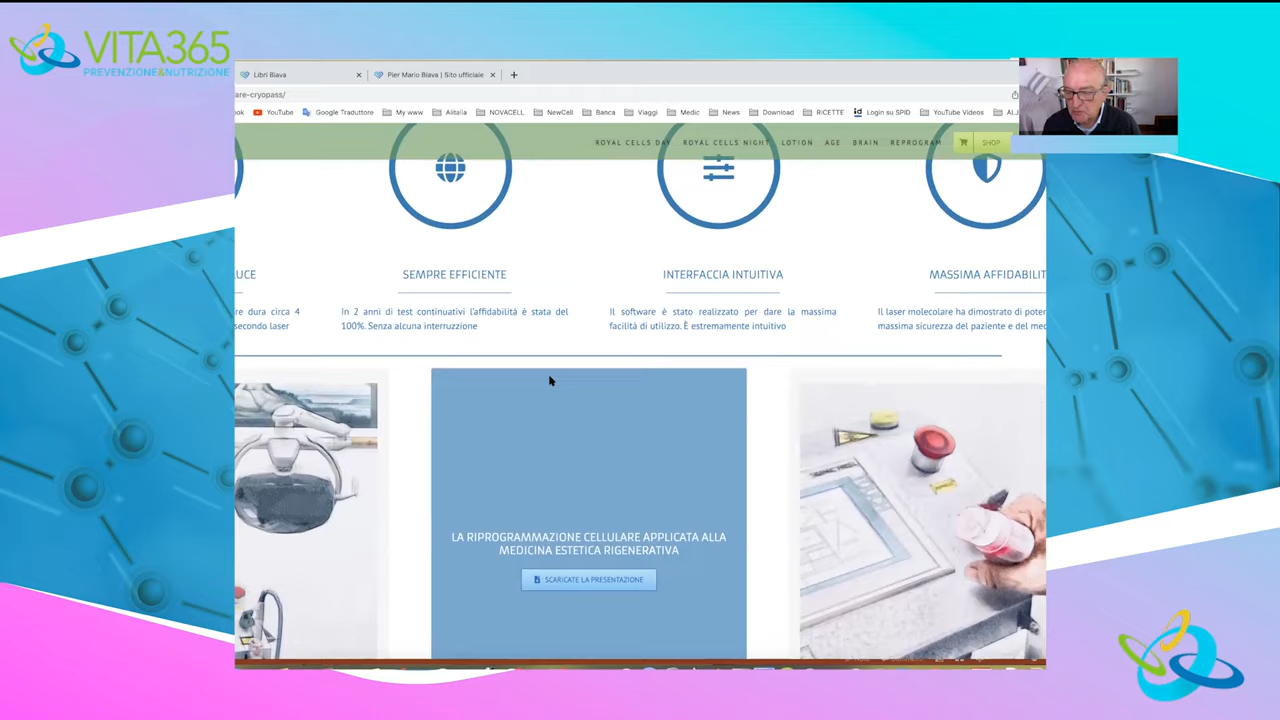 VITA365
PREVENZIONE&NUTRIZIONE
Libri Biava
Pier Mario Biava | Sito ufficiale
are-cryopass/
ok YouTube Google Traduttore My www Alitalia NOVACELL NewCell Banca Viaggi Medic News Download RICETTE id Login su SPID YouTube Videos
ROYAL CELLS DAY ROYAL CELLS NIGHT LOTION AGE BRAIN REPROGRAM SHOP
UCE
re dura circa 4
secondo laser
SEMPRE EFFICIENTE
In 2 anni di test continuativi l'affidabilità è stata del
100%. Senza alcuna interruzzione
INTERFACCIA INTUITIVA
Il software è stato realizzato per dare la massima
facilità di utilizzo. È estremamente intuitivo
MASSIMA AFFIDABILIT
Il laser molecolare ha dimostrato di poter
massima sicurezza del paziente e del med
LA RIPROGRAMMAZIONE CELLULARE APPLICATA ALLA
MEDICINA ESTETICA RIGENERATIVA
SCARICATE LA PRESENTAZIONE